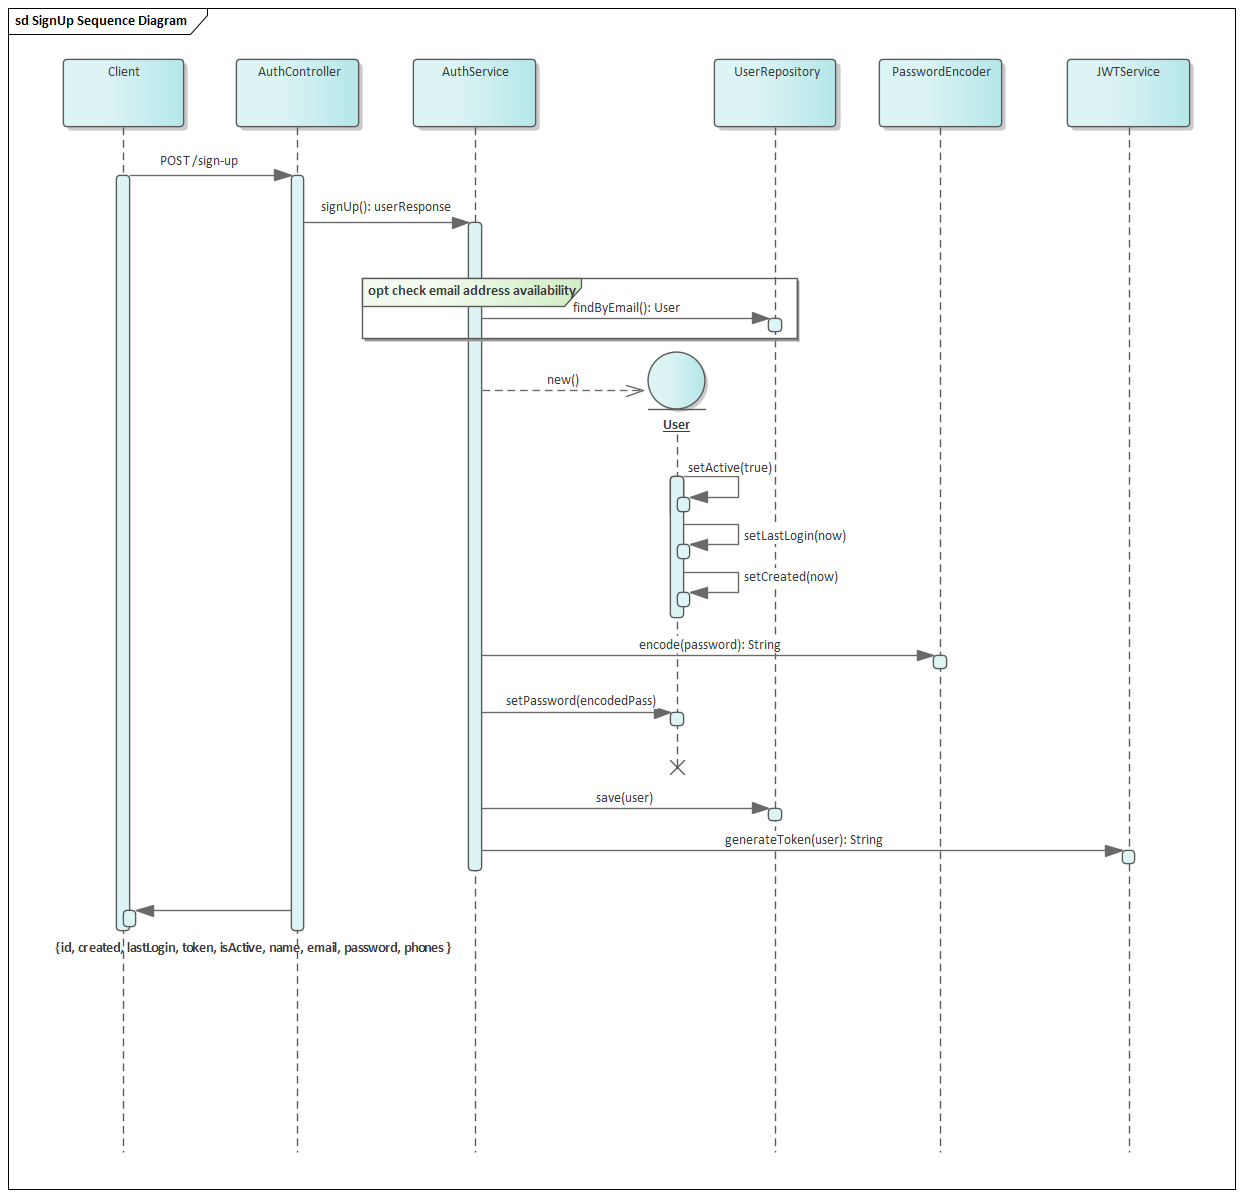 sd SignUp Sequence Diagram
Client
AuthController
AuthService
UserRepository
PasswordEncoder
JWTService
POST /sign-up
signUp(): userResponse
opt check email address availability
findByEmail(): User
new()
User
setActive(true)
setLastLogin(now)
setCreated(now)
encode(password): String
setPassword(encodedPass)
save(user)
generateToken(user): String
{id, created, lastLogin, token, isActive, name, email, password, phones }